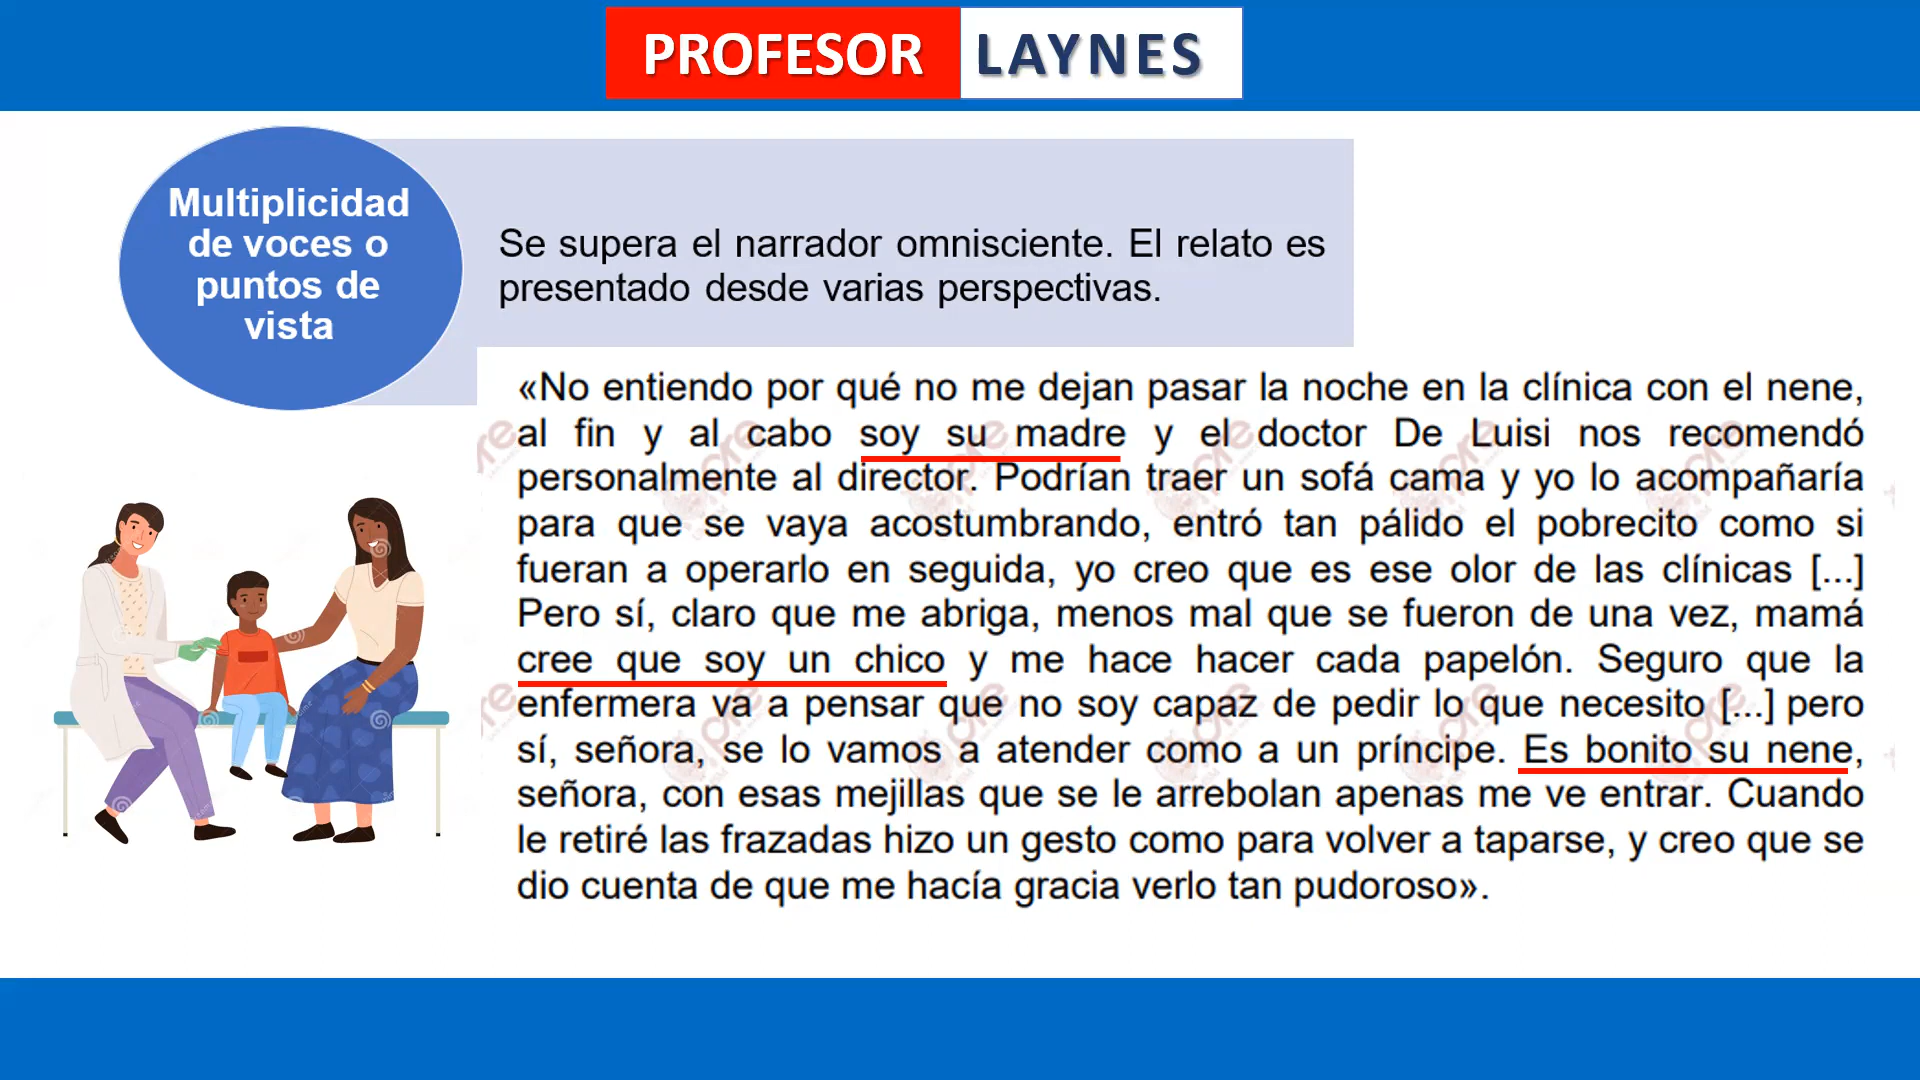 PROFESOR LAYNES
Multiplicidad
de voces o
puntos de
vista
Se supera el narrador omnisciente. El relato es
presentado desde varias perspectivas.
«No entiendo por qué no me dejan pasar la noche en la clínica con el nene,
al fin y al cabo soy su madre y el doctor De Luisi nos recomendó
personalmente al director. Podrían traer un sofá cama y yo lo acompañaría
para que se vaya acostumbrando, entró tan pálido el pobrecito como si
fueran a operarlo en seguida, yo creo que es ese olor de las clínicas [...]
Pero sí, claro que me abriga, menos mal que se fueron de una vez, mamá
cree que soy un chico y me hace hacer cada papelón. Seguro que la
enfermera va a pensar que no soy capaz de pedir lo que necesito [...] pero
sí, señora, se lo vamos a atender como a un príncipe. Es bonito su nene,
señora, con esas mejillas que se le arrebolan apenas me ve entrar. Cuando
le retiré las frazadas hizo un gesto como para volver a taparse, y creo que se
dio cuenta de que me hacía gracia verlo tan pudoroso».